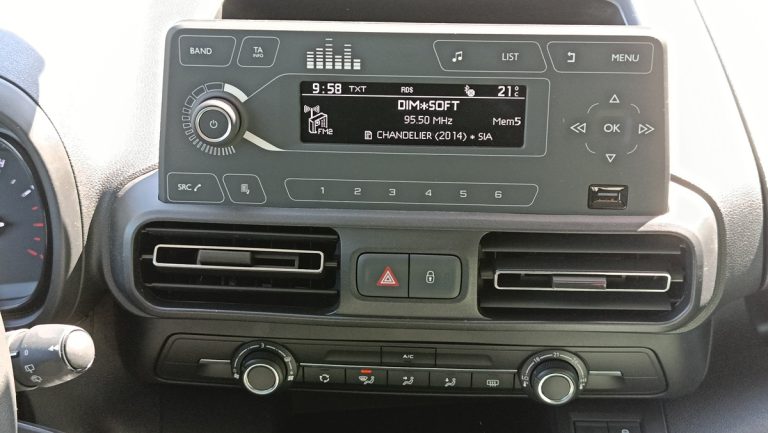 BAND
TA
INFO
LIST
MENU
9:58 TXT RDS 21°C
DIM*SOFT
95.50 MHz Mem5
FM2
CHANDELIER (2014) * SIA
OK
SRC
1 2 3 4 5 6
A/C